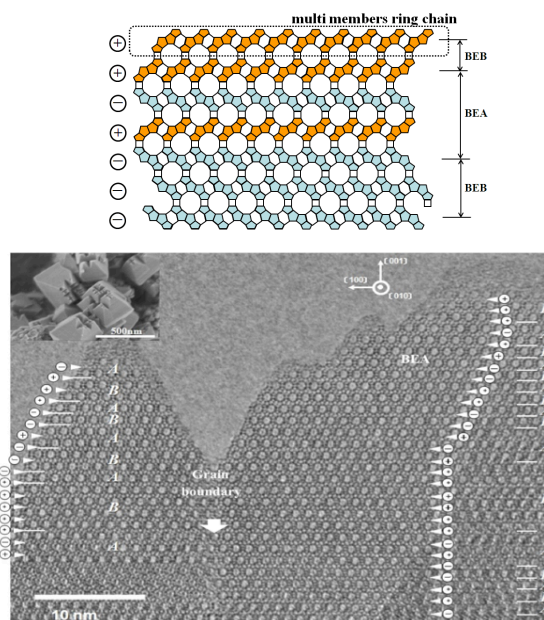 multi members ring chain
BEB
BEA
BEB
(001)
(100)
(010)
500nm
BEA
A
B
A
B
A
B
A
B
A
Grain
boundary
10 nm